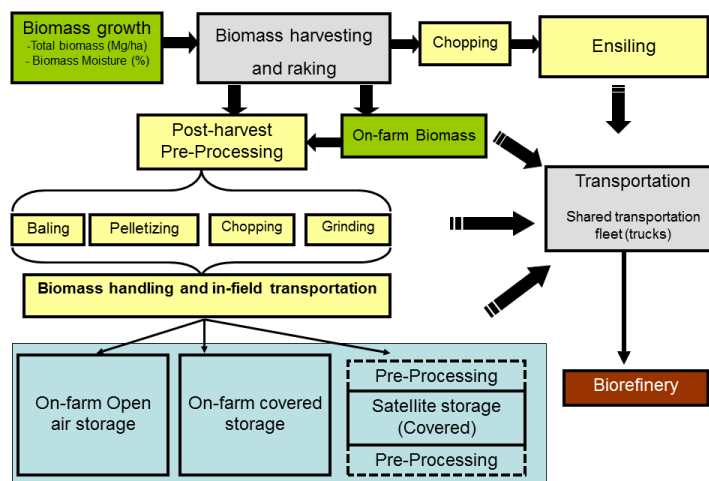 Biomass growth
-Total biomass (Mg/ha)
- Biomass Moisture (%)
Biomass harvesting
and raking
Chopping
Ensiling
Post-harvest
Pre-Processing
On-farm Biomass
Transportation
Shared transportation
fleet (trucks)
Baling
Pelletizing
Chopping
Grinding
Biomass handling and in-field transportation
On-farm Open
air storage
On-farm covered
storage
Pre-Processing
Satellite storage
(Covered)
Pre-Processing
Biorefinery